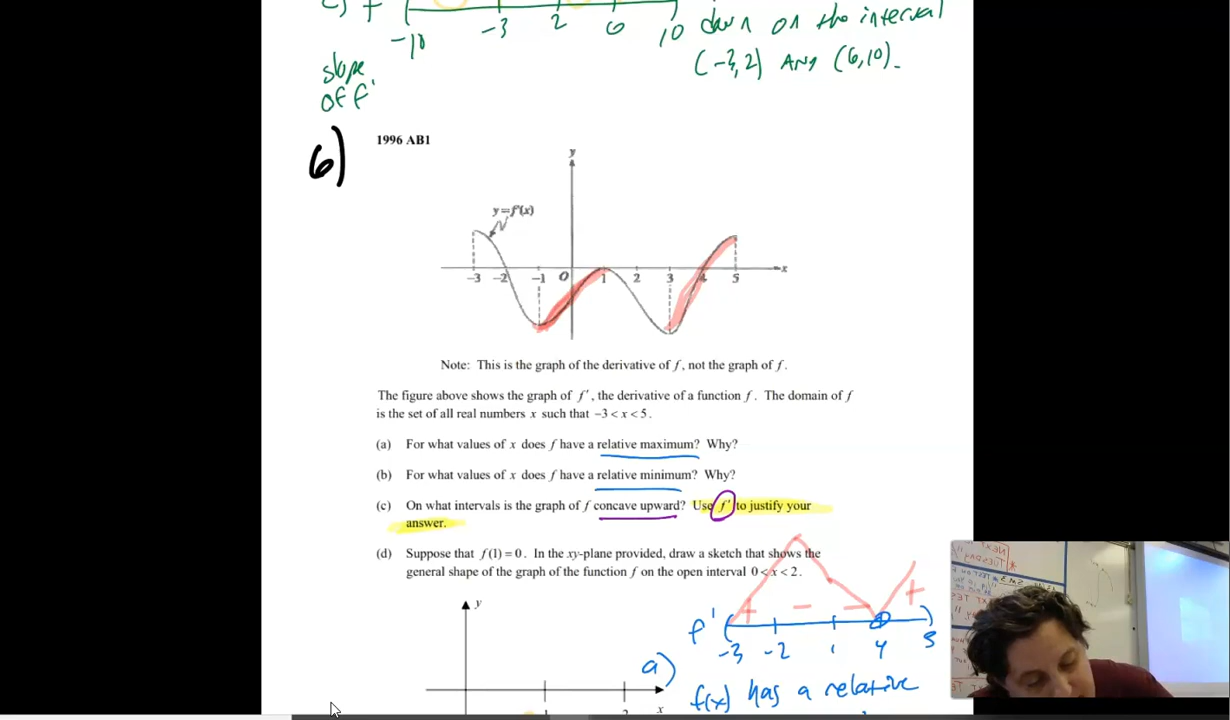 c) f
-10 -3 2 6 10
down on the interval
(-3,2) AND (6,10).
slope
of f'
6)
1996 AB1
y
y=f'(x)
-3 -2 -1 O 1 2 3 4 5 x
Note: This is the graph of the derivative of f, not the graph of f.
The figure above shows the graph of f', the derivative of a function f. The domain of f
is the set of all real numbers x such that −3 < x < 5.
(a) For what values of x does f have a relative maximum? Why?
(b) For what values of x does f have a relative minimum? Why?
(c) On what intervals is the graph of f concave upward? Use f' to justify your
answer.
(d) Suppose that f(1) = 0. In the xy-plane provided, draw a sketch that shows the
general shape of the graph of the function f on the open interval 0 < x < 2.
y
+ − − +
f'
-3 -2 1 4 5
x
a)
f(x) has a relative